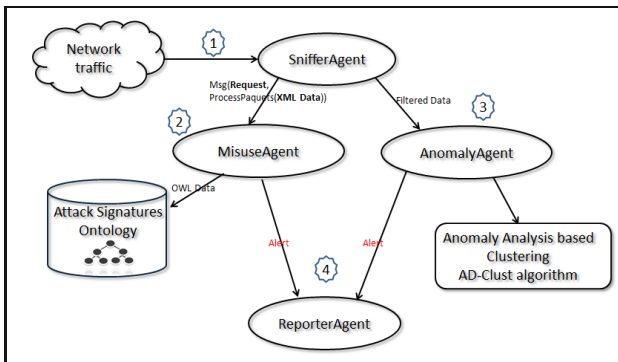 Network
traffic
1
SnifferAgent
Msg(Request,
ProcessPaquets(XML Data))
Filtered Data
3
2
MisuseAgent
AnomalyAgent
OWL Data
Attack Signatures
Ontology
Alert
Alert
Anomaly Analysis based
Clustering
AD-Clust algorithm
4
ReporterAgent